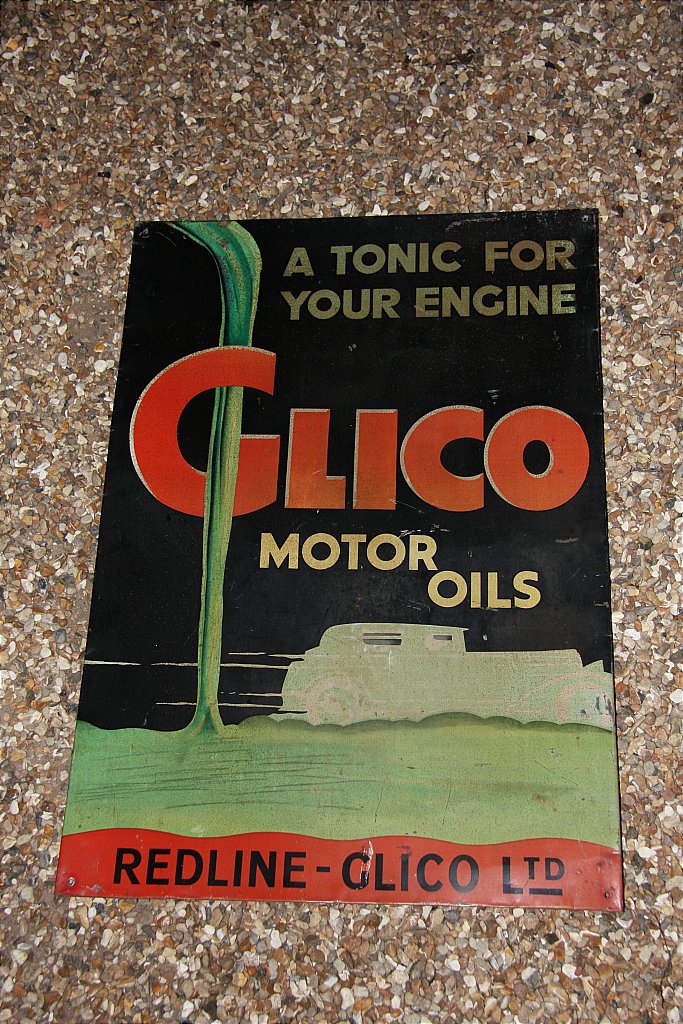 A TONIC FOR
YOUR ENGINE
GLICO
MOTOR
OILS
REDLINE-GLICO LTD